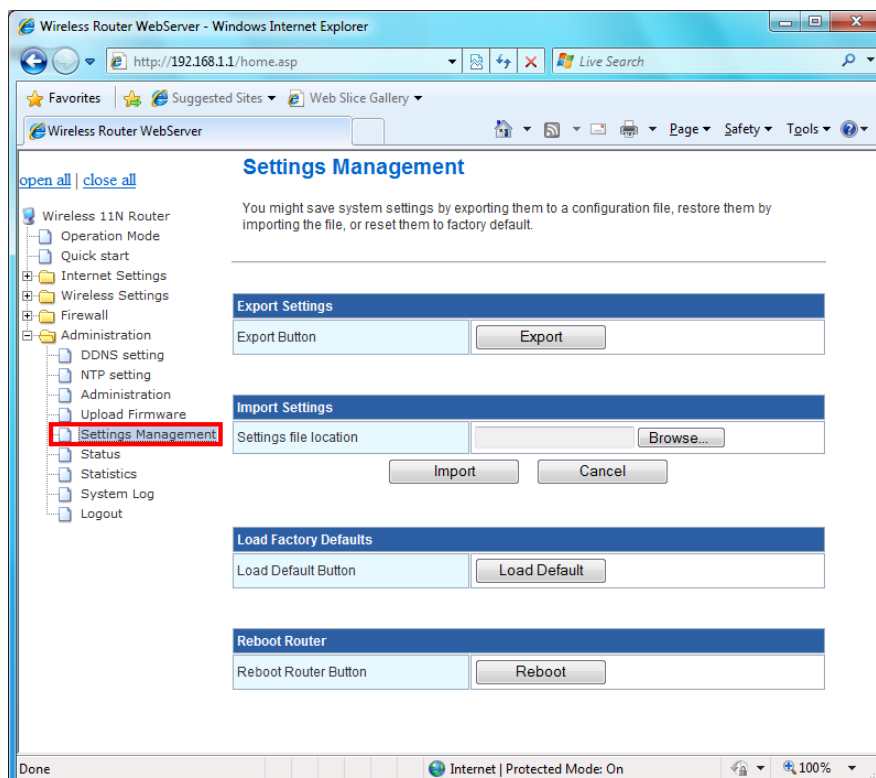 Wireless Router WebServer - Windows Internet Explorer
http://192.168.1.1/home.asp
Live Search
Favorites
Suggested Sites
Web Slice Gallery
Wireless Router WebServer
Page
Safety
Tools
open all | close all
Wireless 11N Router
Operation Mode
Quick start
Internet Settings
Wireless Settings
Firewall
Administration
DDNS setting
NTP setting
Administration
Upload Firmware
Settings Management
Status
Statistics
System Log
Logout
Settings Management
You might save system settings by exporting them to a configuration file, restore them by
importing the file, or reset them to factory default.
Export Settings
Export Button
Export
Import Settings
Settings file location
Browse...
Import
Cancel
Load Factory Defaults
Load Default Button
Load Default
Reboot Router
Reboot Router Button
Reboot
Done
Internet | Protected Mode: On
100%